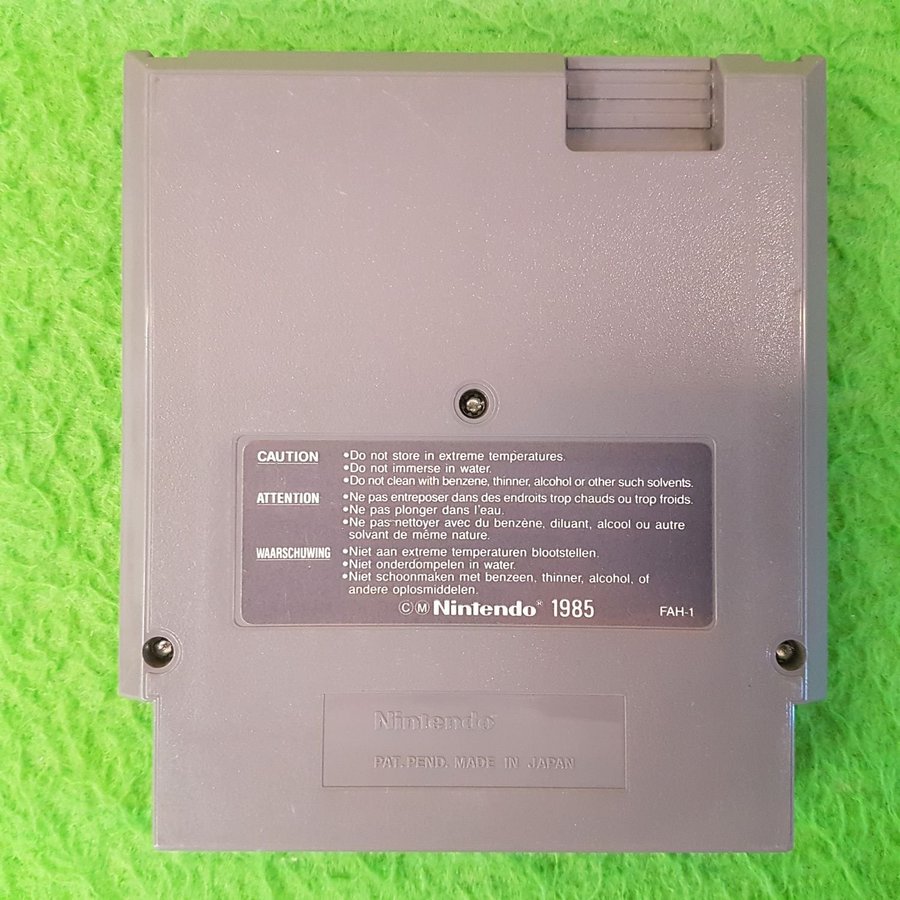 CAUTION •Do not store in extreme temperatures.
•Do not immerse in water.
•Do not clean with benzene, thinner, alcohol or other such solvents.
ATTENTION •Ne pas entreposer dans des endroits trop chauds ou trop froids.
•Ne pas plonger dans l'eau.
•Ne pas nettoyer avec du benzène, diluant, alcool ou autre
solvant de même nature.
WAARSCHUWING •Niet aan extreme temperaturen blootstellen.
•Niet onderdompelen in water.
•Niet schoonmaken met benzeen, thinner, alcohol, of
andere oplosmiddelen.
ⒸⓂ Nintendo® 1985 FAH-1
Nintendo
PAT. PEND. MADE IN JAPAN